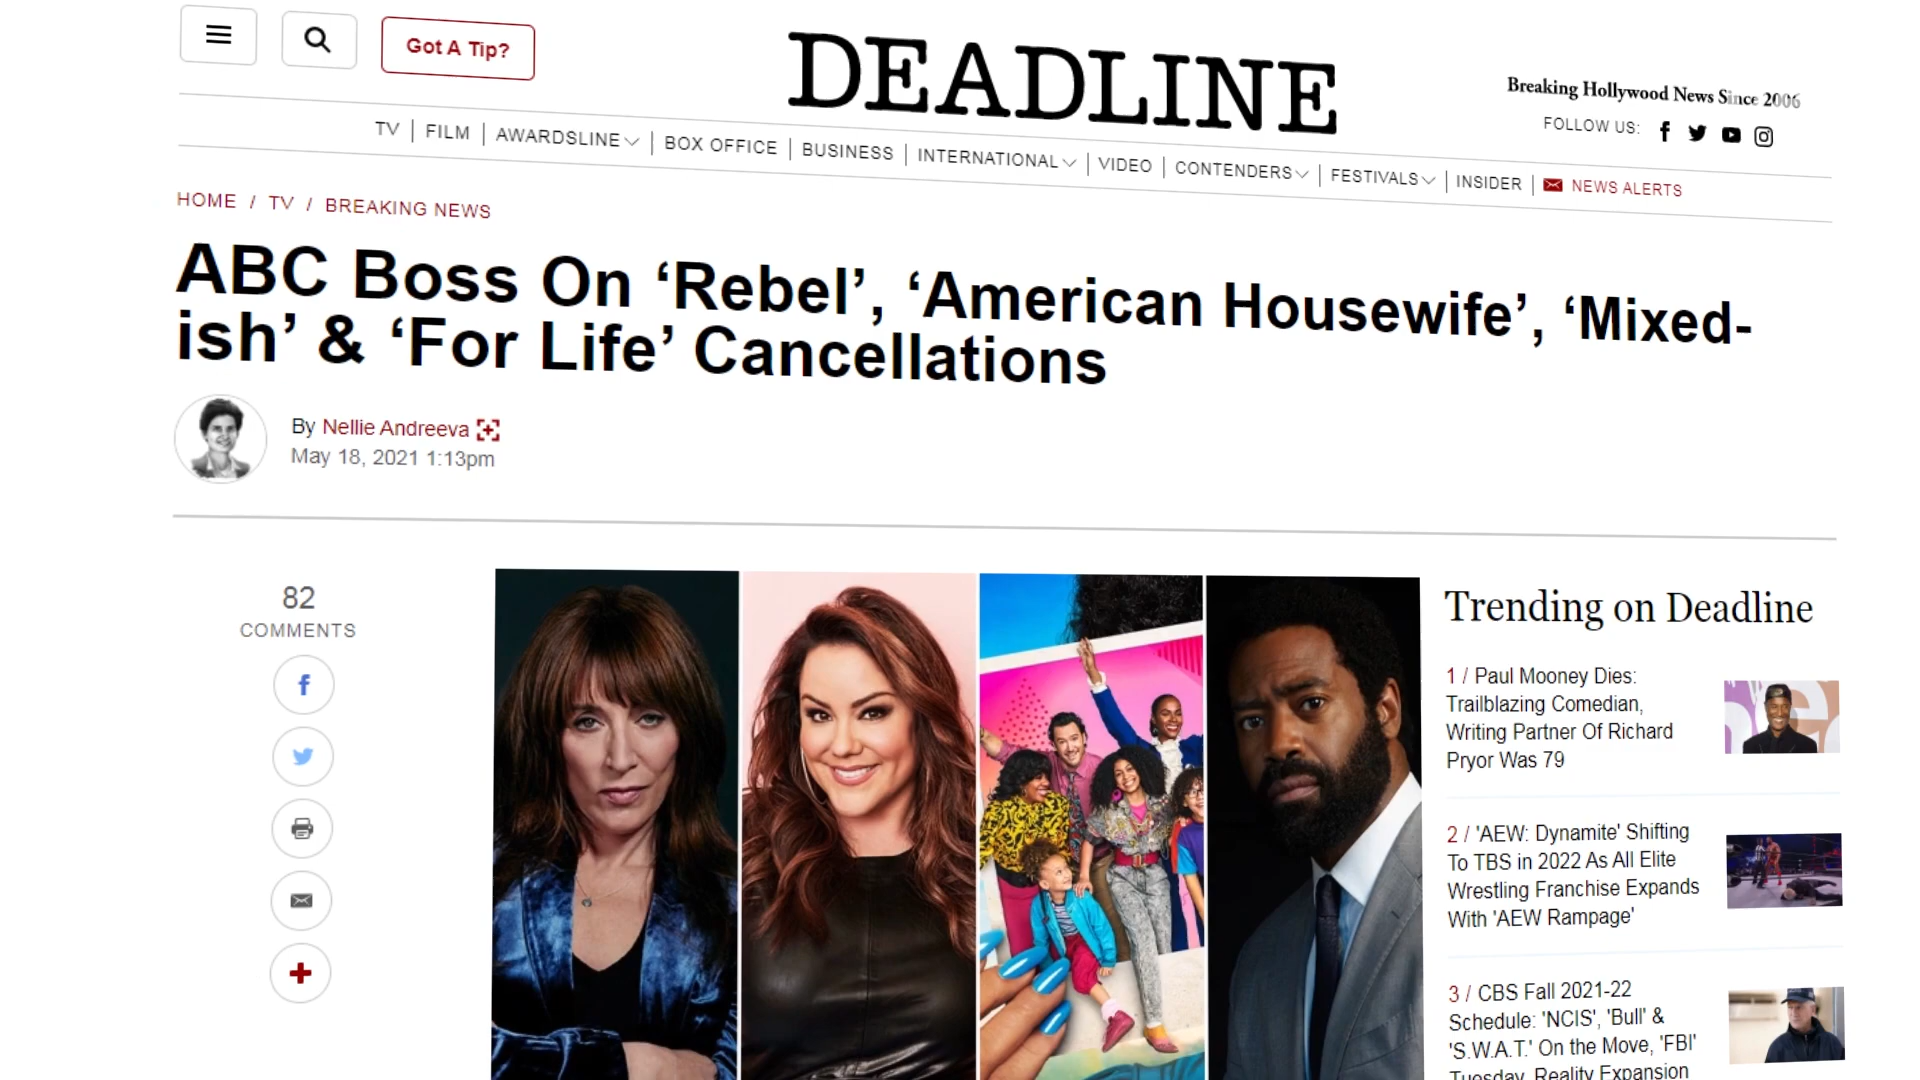 Got A Tip?
DEADLINE
Breaking Hollywood News Since 2006
FOLLOW US:
TV | FILM | AWARDSLINE | BOX OFFICE | BUSINESS | INTERNATIONAL | VIDEO | CONTENDERS | FESTIVALS | INSIDER | NEWS ALERTS
HOME / TV / BREAKING NEWS
ABC Boss On ‘Rebel’, ‘American Housewife’, ‘Mixed-
ish’ & ‘For Life’ Cancellations
By Nellie Andreeva
May 18, 2021 1:13pm
82
COMMENTS
Trending on Deadline
1 / Paul Mooney Dies:
Trailblazing Comedian,
Writing Partner Of Richard
Pryor Was 79
2 / 'AEW: Dynamite' Shifting
To TBS in 2022 As All Elite
Wrestling Franchise Expands
With 'AEW Rampage'
3 / CBS Fall 2021-22
Schedule: 'NCIS', 'Bull' &
'S.W.A.T.' On the Move, 'FBI'
Tuesday, Reality Expansion